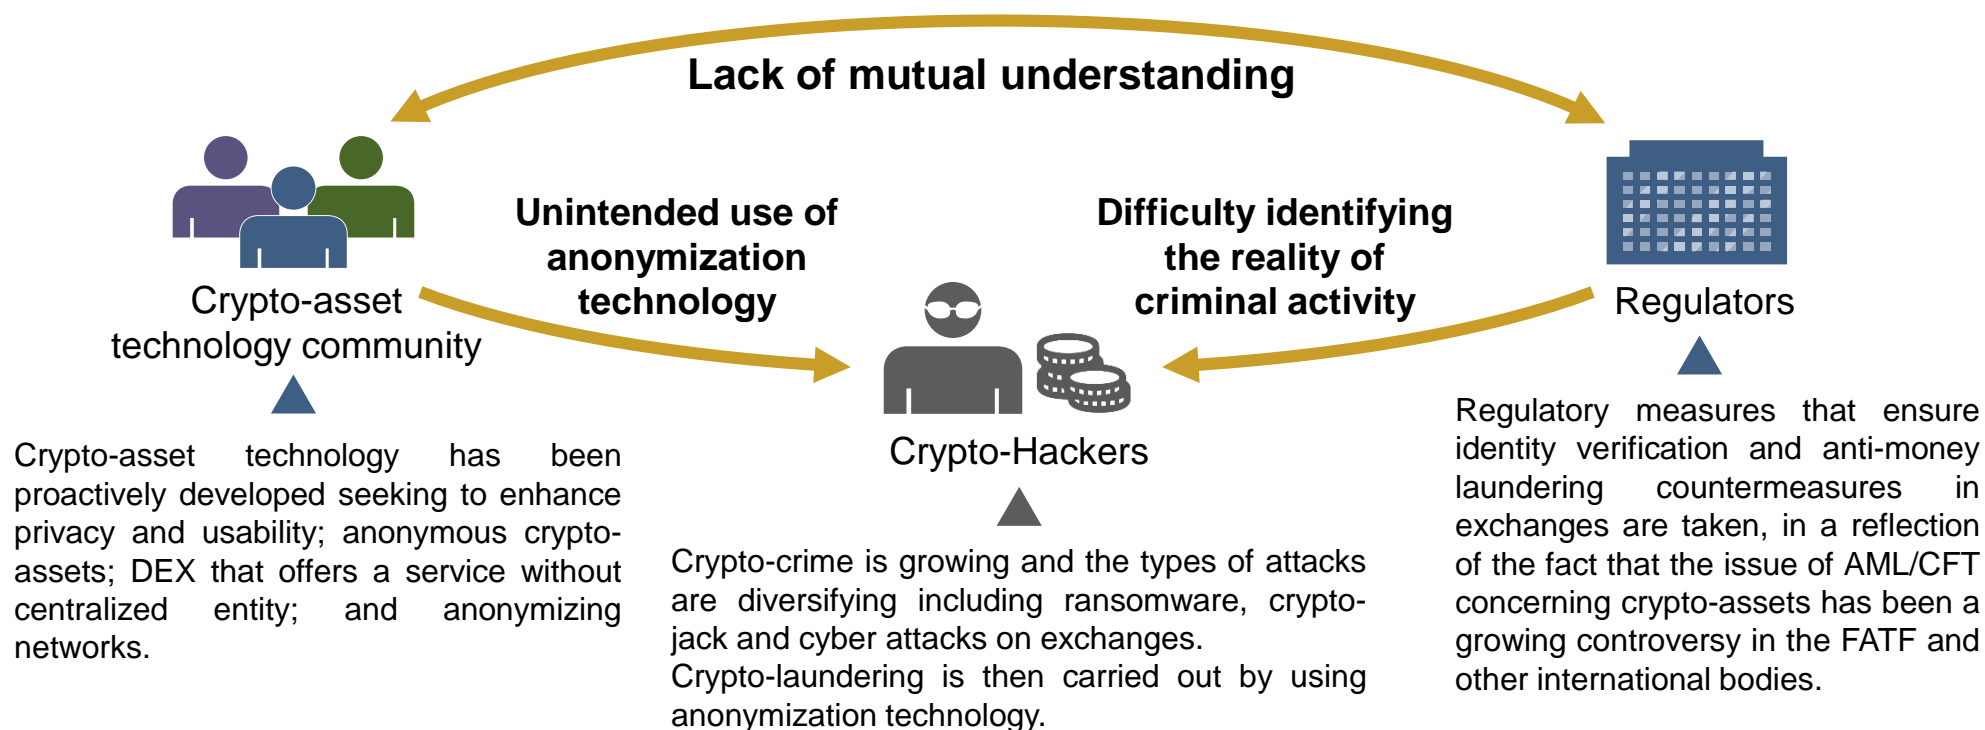 Lack of mutual understanding
Unintended use of
anonymization
technology
Difficulty identifying
the reality of
criminal activity
Crypto-asset
technology community
Regulators
Crypto-Hackers
Crypto-asset technology has been
proactively developed seeking to enhance
privacy and usability; anonymous crypto-
assets; DEX that offers a service without
centralized entity; and anonymizing
networks.
Crypto-crime is growing and the types of attacks
are diversifying including ransomware, crypto-
jack and cyber attacks on exchanges.
Crypto-laundering is then carried out by using
anonymization technology.
Regulatory measures that ensure
identity verification and anti-money
laundering countermeasures in
exchanges are taken, in a reflection
of the fact that the issue of AML/CFT
concerning crypto-assets has been a
growing controversy in the FATF and
other international bodies.